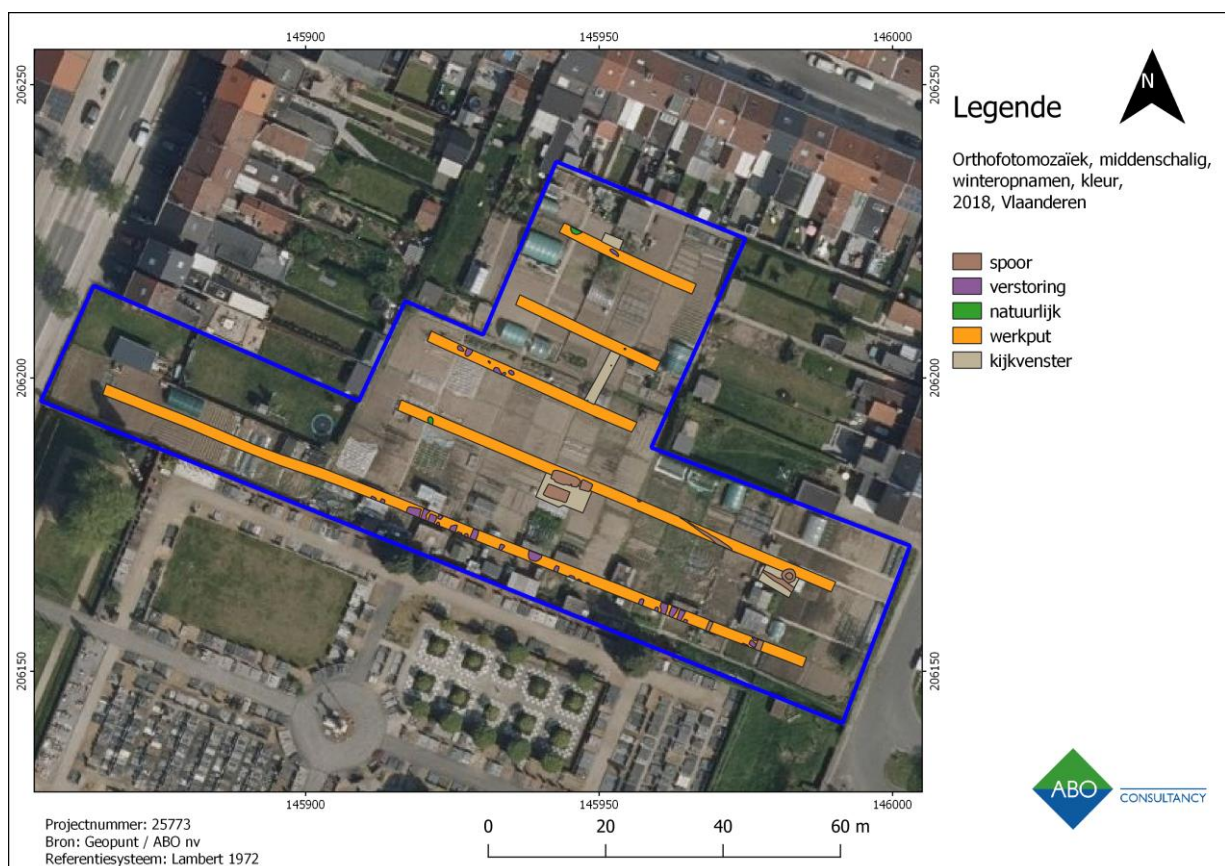 145900 145950 146000
206250 206250
206200 206200
206150 206150
145900 145950 146000
N
Legende
Orthofotomozaïek, middenschalig,
winteropnamen, kleur,
2018, Vlaanderen
spoor
verstoring
natuurlijk
werkput
kijkvenster
ABO CONSULTANCY
Projectnummer: 25773
Bron: Geopunt / ABO nv
Referentiesysteem: Lambert 1972
0 20 40 60 m